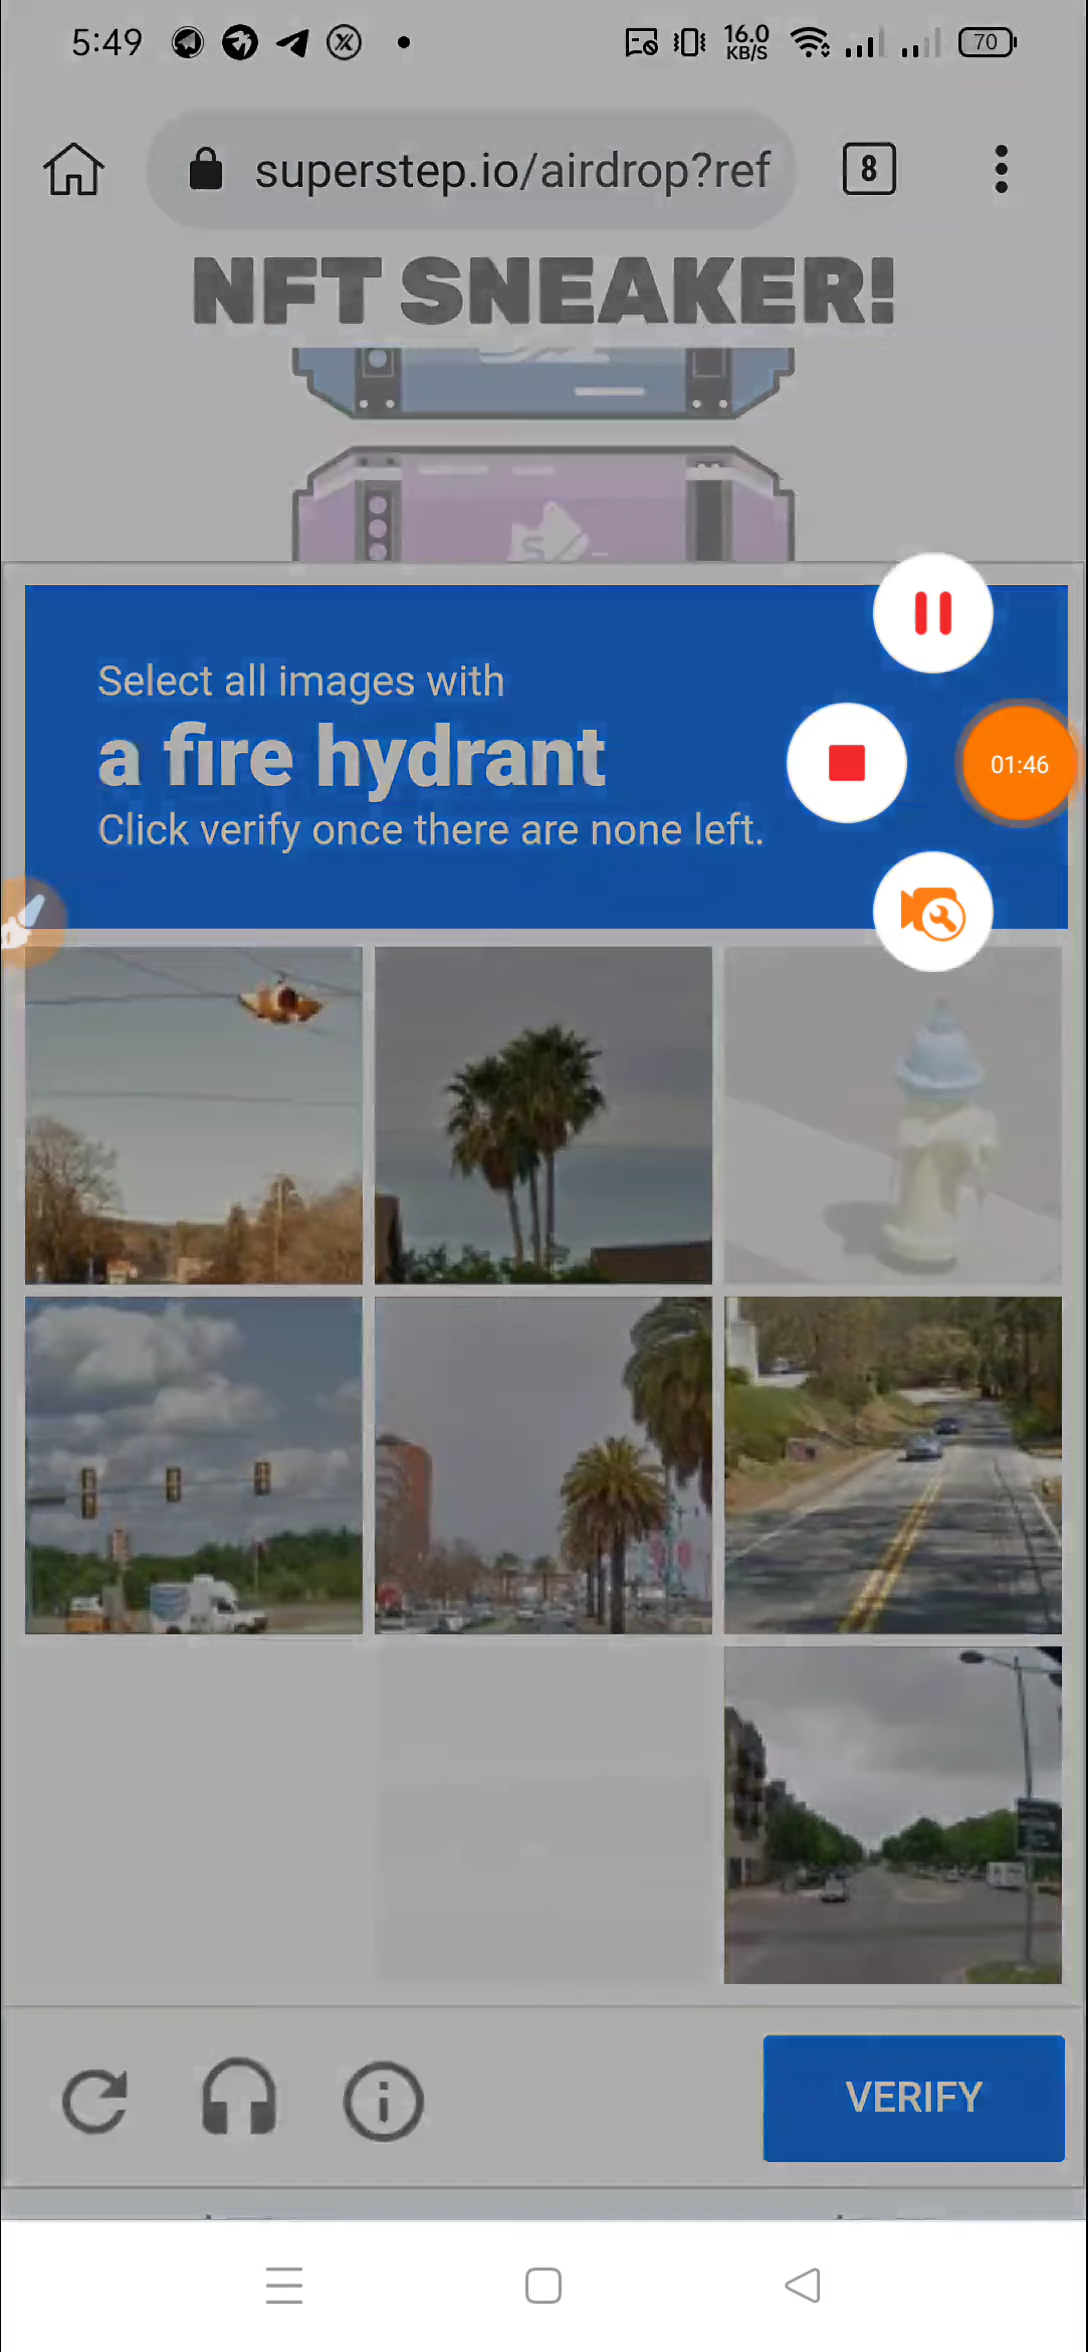 5:49
16.0
KB/S
70
superstep.io/airdrop?ref
8
NFT SNEAKER!
S
Select all images with
a fire hydrant
Click verify once there are none left.
01:46
VERIFY